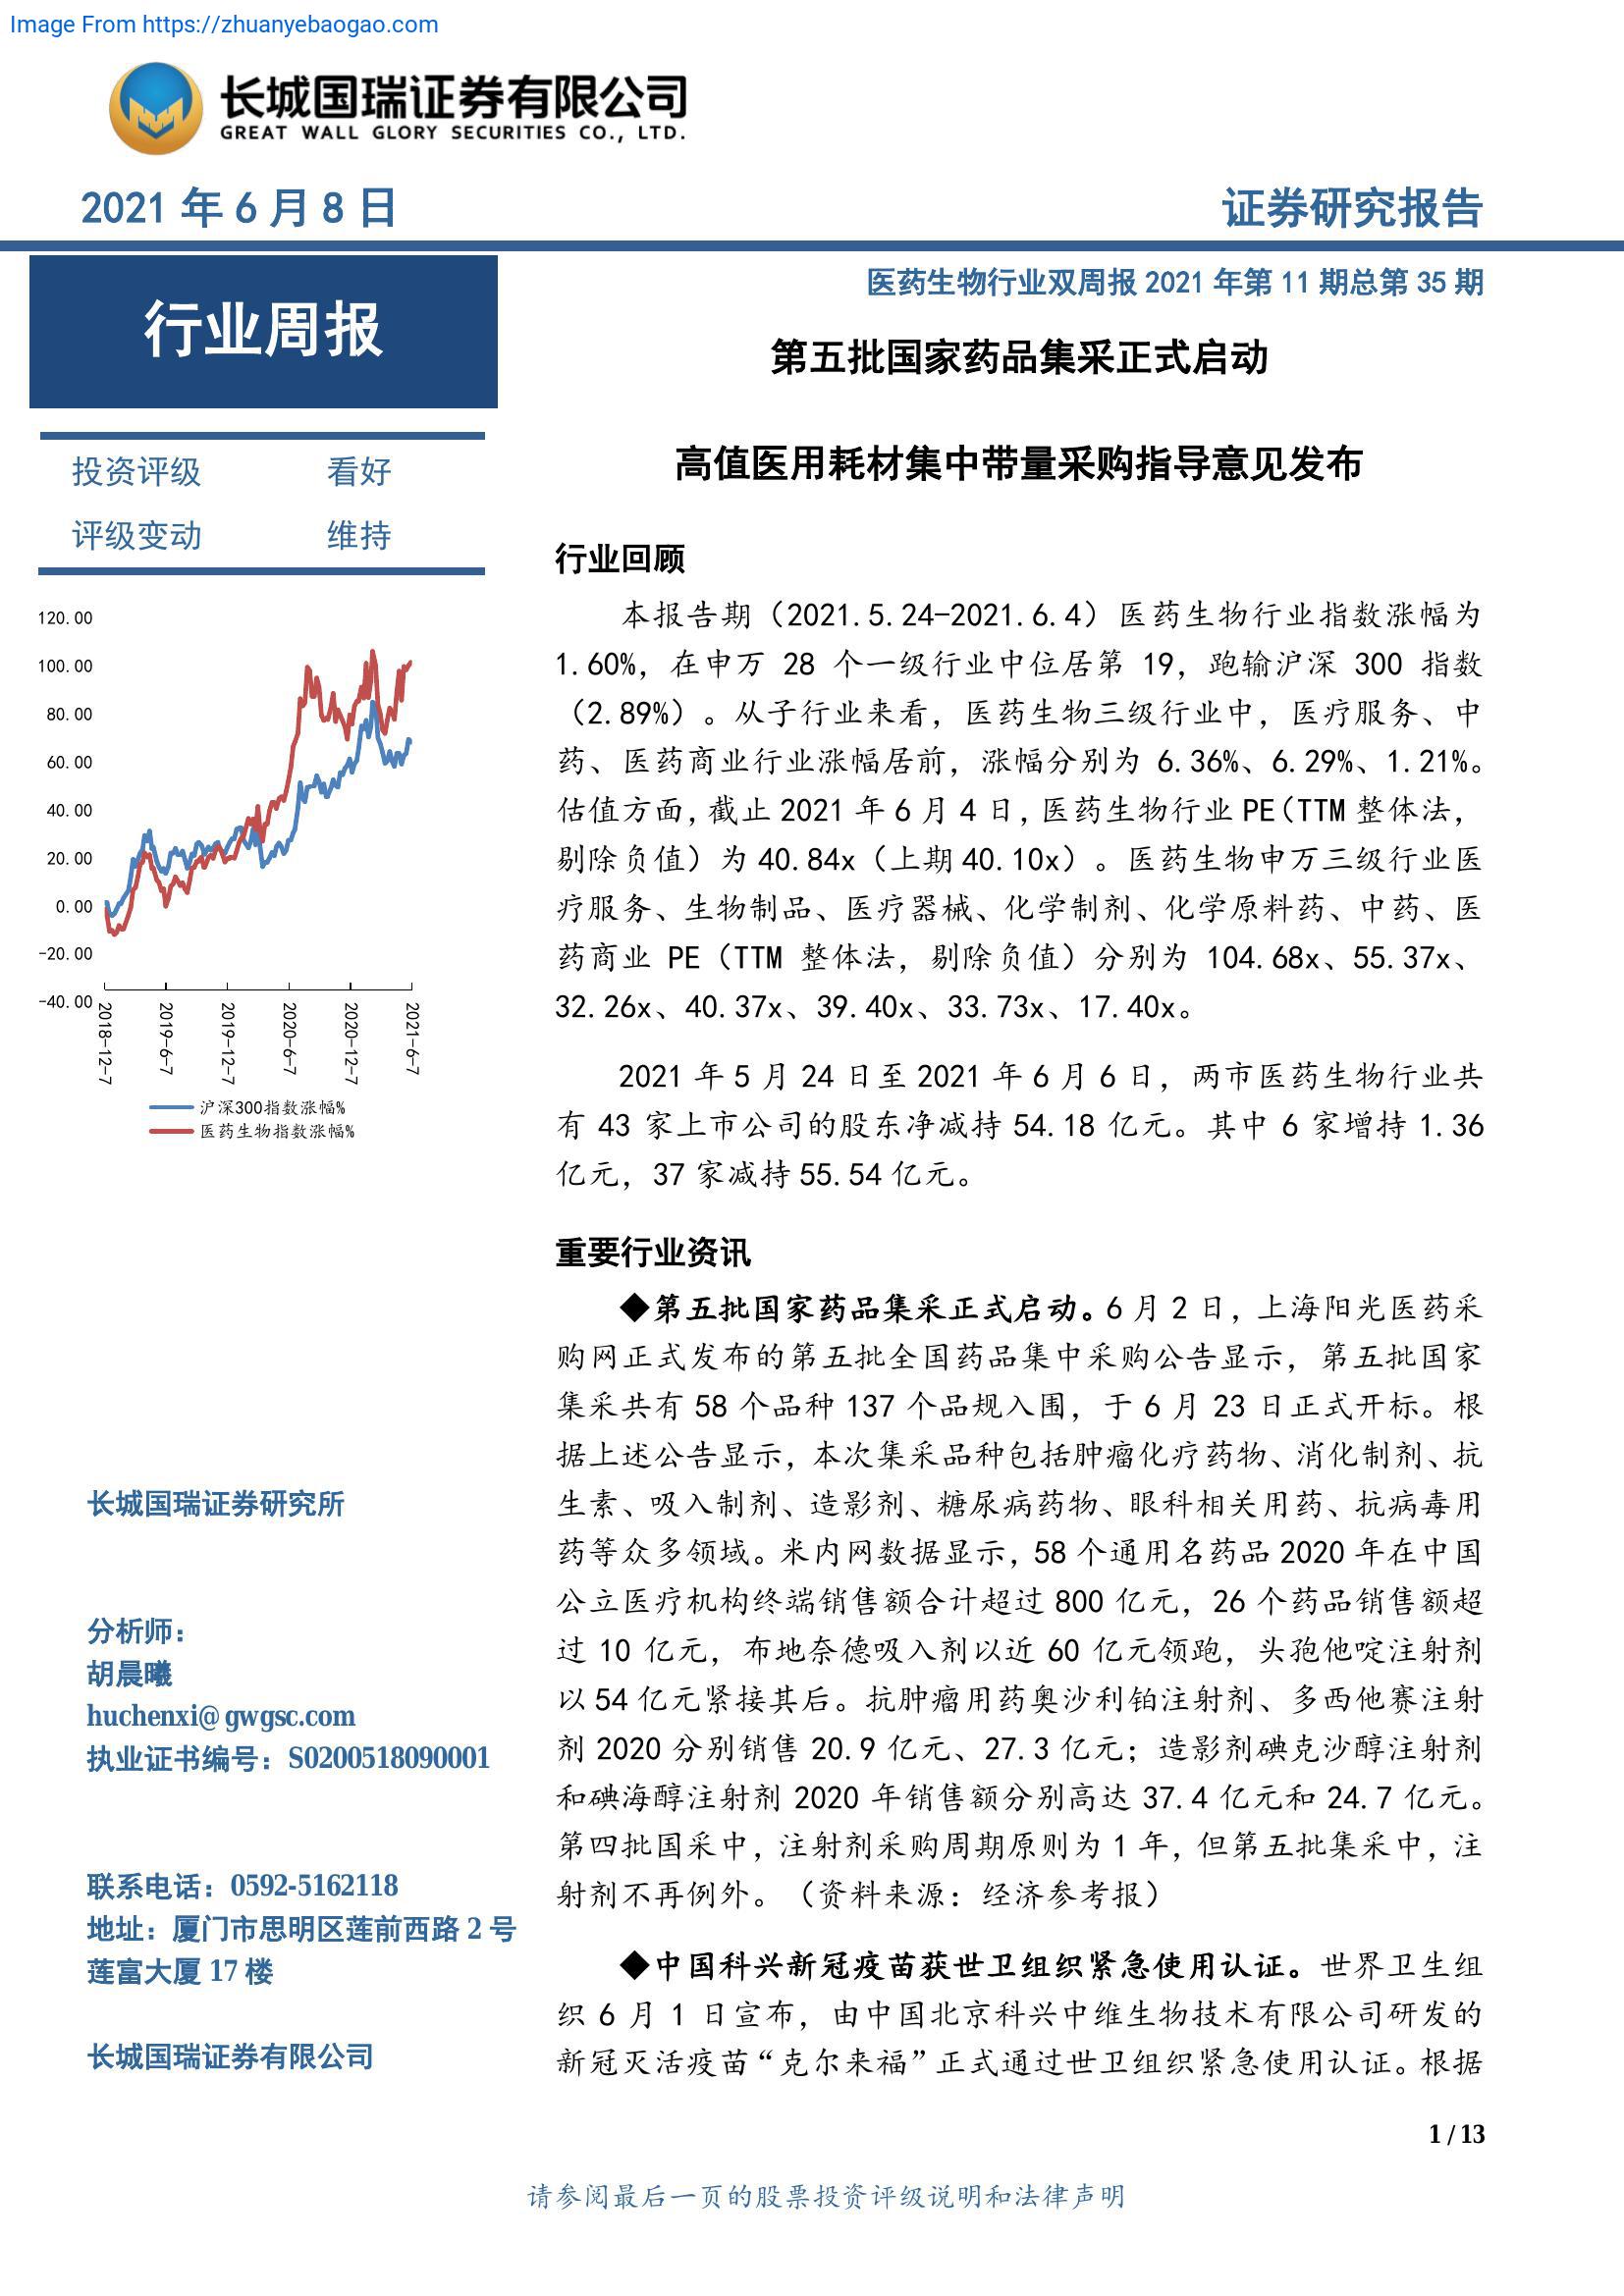 Image From https://zhuanyebaogao.com
长城国瑞证券有限公司
GREAT WALL GLORY SECURITIES CO., LTD.
2021 年 6 月 8 日
证券研究报告
行业周报
投资评级 看好
评级变动 维持
120.00
100.00
80.00
60.00
40.00
20.00
0.00
-20.00
-40.00
2018-12-7
2019-6-7
2019-12-7
2020-6-7
2020-12-7
2021-6-7
沪深300指数涨幅%
医药生物指数涨幅%
长城国瑞证券研究所
分析师：
胡晨曦
huchenxi@gwgsc.com
执业证书编号：S0200518090001
联系电话：0592-5162118
地址：厦门市思明区莲前西路 2 号
莲富大厦 17 楼
长城国瑞证券有限公司
医药生物行业双周报 2021 年第 11 期总第 35 期
第五批国家药品集采正式启动
高值医用耗材集中带量采购指导意见发布
行业回顾
本报告期（2021.5.24-2021.6.4）医药生物行业指数涨幅为
1.60%，在申万 28 个一级行业中位居第 19，跑输沪深 300 指数
（2.89%）。从子行业来看，医药生物三级行业中，医疗服务、中
药、医药商业行业涨幅居前，涨幅分别为 6.36%、6.29%、1.21%。
估值方面，截止 2021 年 6 月 4 日，医药生物行业 PE（TTM 整体法，
剔除负值）为 40.84x（上期 40.10x）。医药生物申万三级行业医
疗服务、生物制品、医疗器械、化学制剂、化学原料药、中药、医
药商业 PE（TTM 整体法，剔除负值）分别为 104.68x、55.37x、
32.26x、40.37x、39.40x、33.73x、17.40x。
2021 年 5 月 24 日至 2021 年 6 月 6 日，两市医药生物行业共
有 43 家上市公司的股东净减持 54.18 亿元。其中 6 家增持 1.36
亿元，37 家减持 55.54 亿元。
重要行业资讯
◆第五批国家药品集采正式启动。6 月 2 日，上海阳光医药采
购网正式发布的第五批全国药品集中采购公告显示，第五批国家
集采共有 58 个品种 137 个品规入围，于 6 月 23 日正式开标。根
据上述公告显示，本次集采品种包括肿瘤化疗药物、消化制剂、抗
生素、吸入制剂、造影剂、糖尿病药物、眼科相关用药、抗病毒用
药等众多领域。米内网数据显示，58 个通用名药品 2020 年在中国
公立医疗机构终端销售额合计超过 800 亿元，26 个药品销售额超
过 10 亿元，布地奈德吸入剂以近 60 亿元领跑，头孢他啶注射剂
以 54 亿元紧接其后。抗肿瘤用药奥沙利铂注射剂、多西他赛注射
剂 2020 分别销售 20.9 亿元、27.3 亿元；造影剂碘克沙醇注射剂
和碘海醇注射剂 2020 年销售额分别高达 37.4 亿元和 24.7 亿元。
第四批国采中，注射剂采购周期原则为 1 年，但第五批集采中，注
射剂不再例外。（资料来源：经济参考报）
◆中国科兴新冠疫苗获世卫组织紧急使用认证。世界卫生组
织 6 月 1 日宣布，由中国北京科兴中维生物技术有限公司研发的
新冠灭活疫苗“克尔来福”正式通过世卫组织紧急使用认证。根据
1 / 13
请参阅最后一页的股票投资评级说明和法律声明